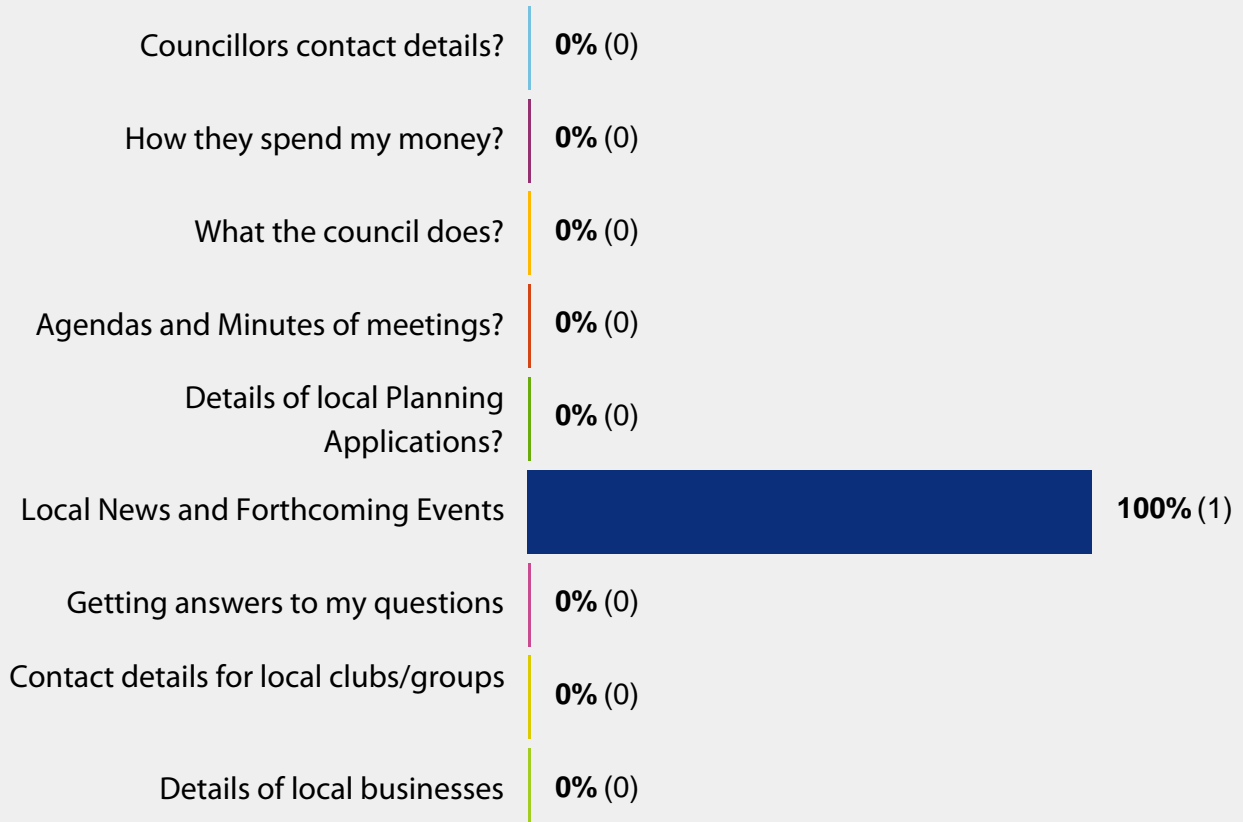 Councillors contact details? 0% (0)
How they spend my money? 0% (0)
What the council does? 0% (0)
Agendas and Minutes of meetings? 0% (0)
Details of local Planning
Applications? 0% (0)
Local News and Forthcoming Events 100% (1)
Getting answers to my questions 0% (0)
Contact details for local clubs/groups 0% (0)
Details of local businesses 0% (0)